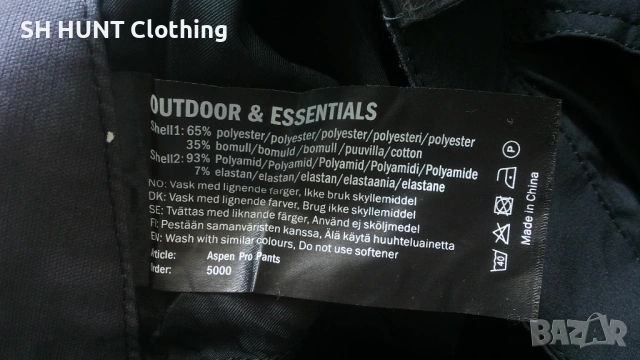 SH HUNT Clothing
OUTDOOR & ESSENTIALS
Shell1: 65% polyester/polyester/polyester/polyesteri/polyester
35% bomull/bomuld/bomull/puuvilla/cotton
Shell2: 93% Polyamid/Polyamid/Polyamid/Polyamidi/Polyamide
7% elastan/elastan/elastan/elastaania/elastane
NO: Vask med lignende farger, Ikke bruk skyllemiddel
DK: Vask med lignende farver, Brug ikke skyllemiddel
SE: Tvättas med liknande färger, Använd ej sköljmedel
FI: Pestään samanväristen kanssa, Älä käytä huuhteluainetta
EV: Wash with similar colours, Do not use softener
Article: Aspen Pro Pants
Order: 5000
P
40
Made in China
BAZAR